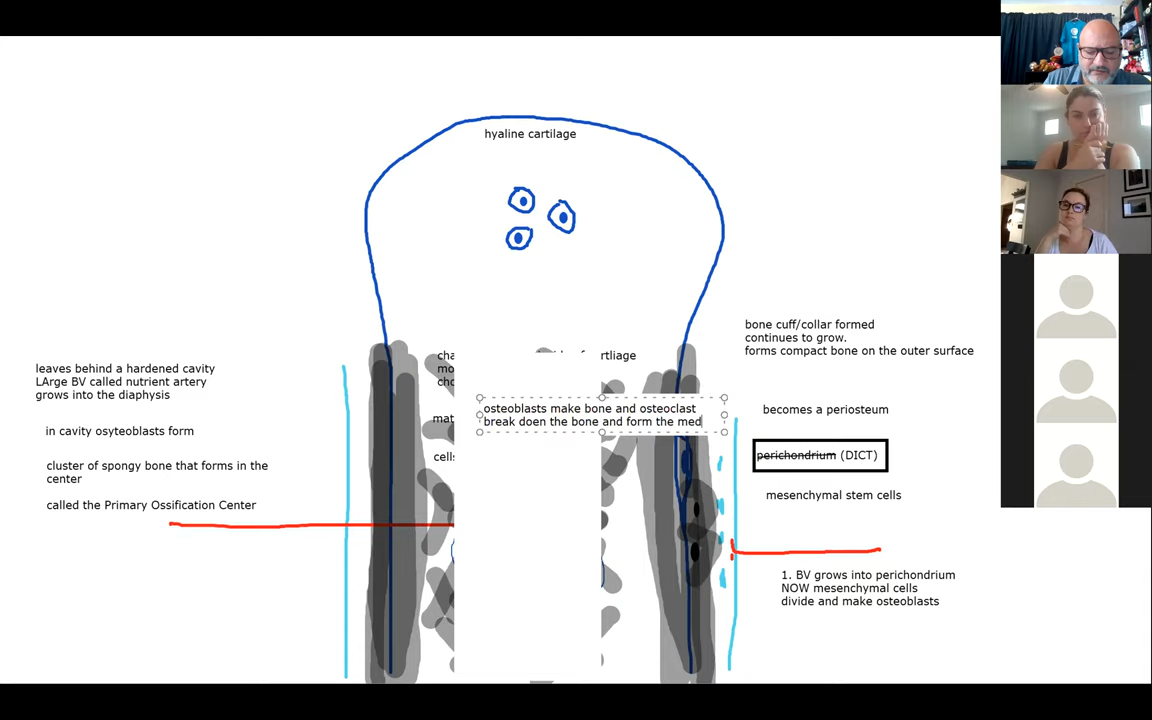 hyaline cartilage
bone cuff/collar formed
continues to grow.
forms compact bone on the outer surface
leaves behind a hardened cavity
LArge BV called nutrient artery
grows into the diaphysis
in cavity osyteoblasts form
cluster of spongy bone that forms in the
center
called the Primary Ossification Center
osteoblasts make bone and osteoclast
break doen the bone and form the med
becomes a periosteum
perichondrium (DICT)
mesenchymal stem cells
1. BV grows into perichondrium
NOW mesenchymal cells
divide and make osteoblasts